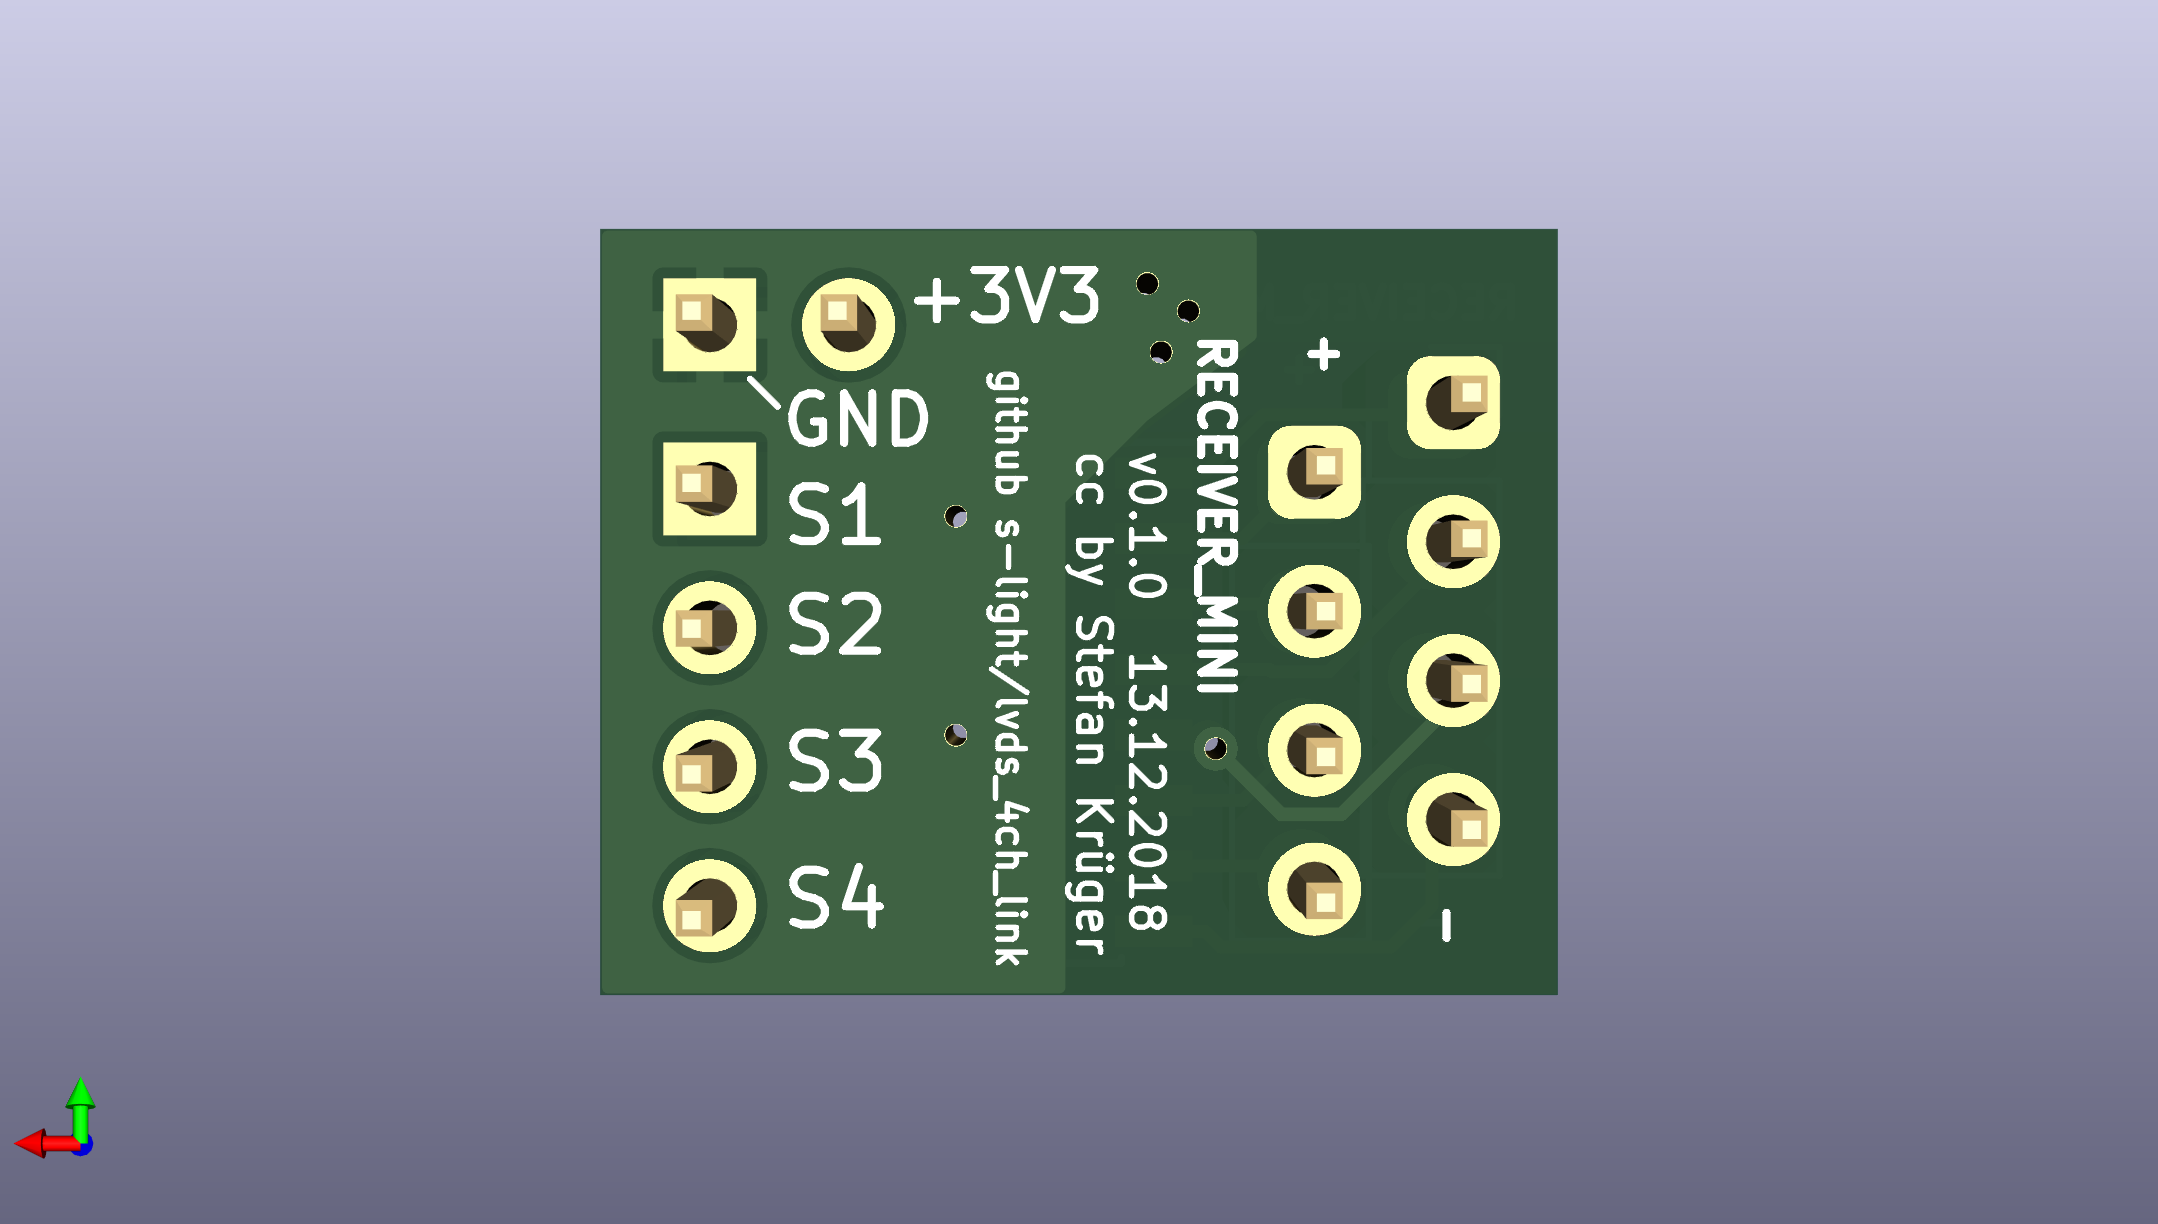 +3V3
GND
S1
S2
S3
S4
RECEIVER_MINI
v0.1.0 13.12.2018
cc by Stefan Krüger
github s-light/lvds_4ch_link
+
-